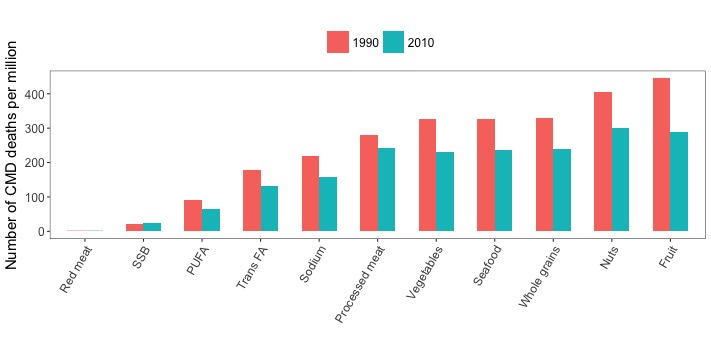 1990 2010
Number of CMD deaths per million
400
300
200
100
0
Red meat
SSB
PUFA
Trans FA
Sodium
Processed meat
Vegetables
Seafood
Whole grains
Nuts
Fruit